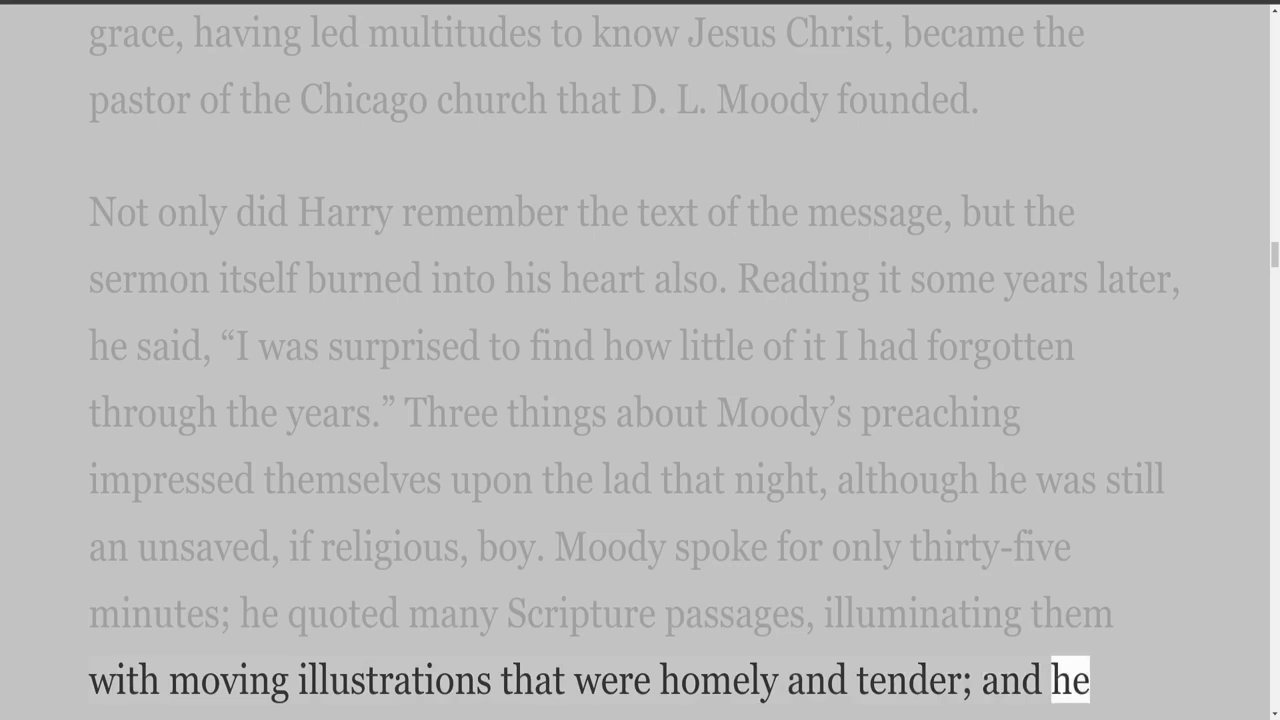 grace, having led multitudes to know Jesus Christ, became the
pastor of the Chicago church that D. L. Moody founded.
Not only did Harry remember the text of the message, but the
sermon itself burned into his heart also. Reading it some years later,
he said, “I was surprised to find how little of it I had forgotten
through the years.” Three things about Moody’s preaching
impressed themselves upon the lad that night, although he was still
an unsaved, if religious, boy. Moody spoke for only thirty-five
minutes; he quoted many Scripture passages, illuminating them
with moving illustrations that were homely and tender; and he